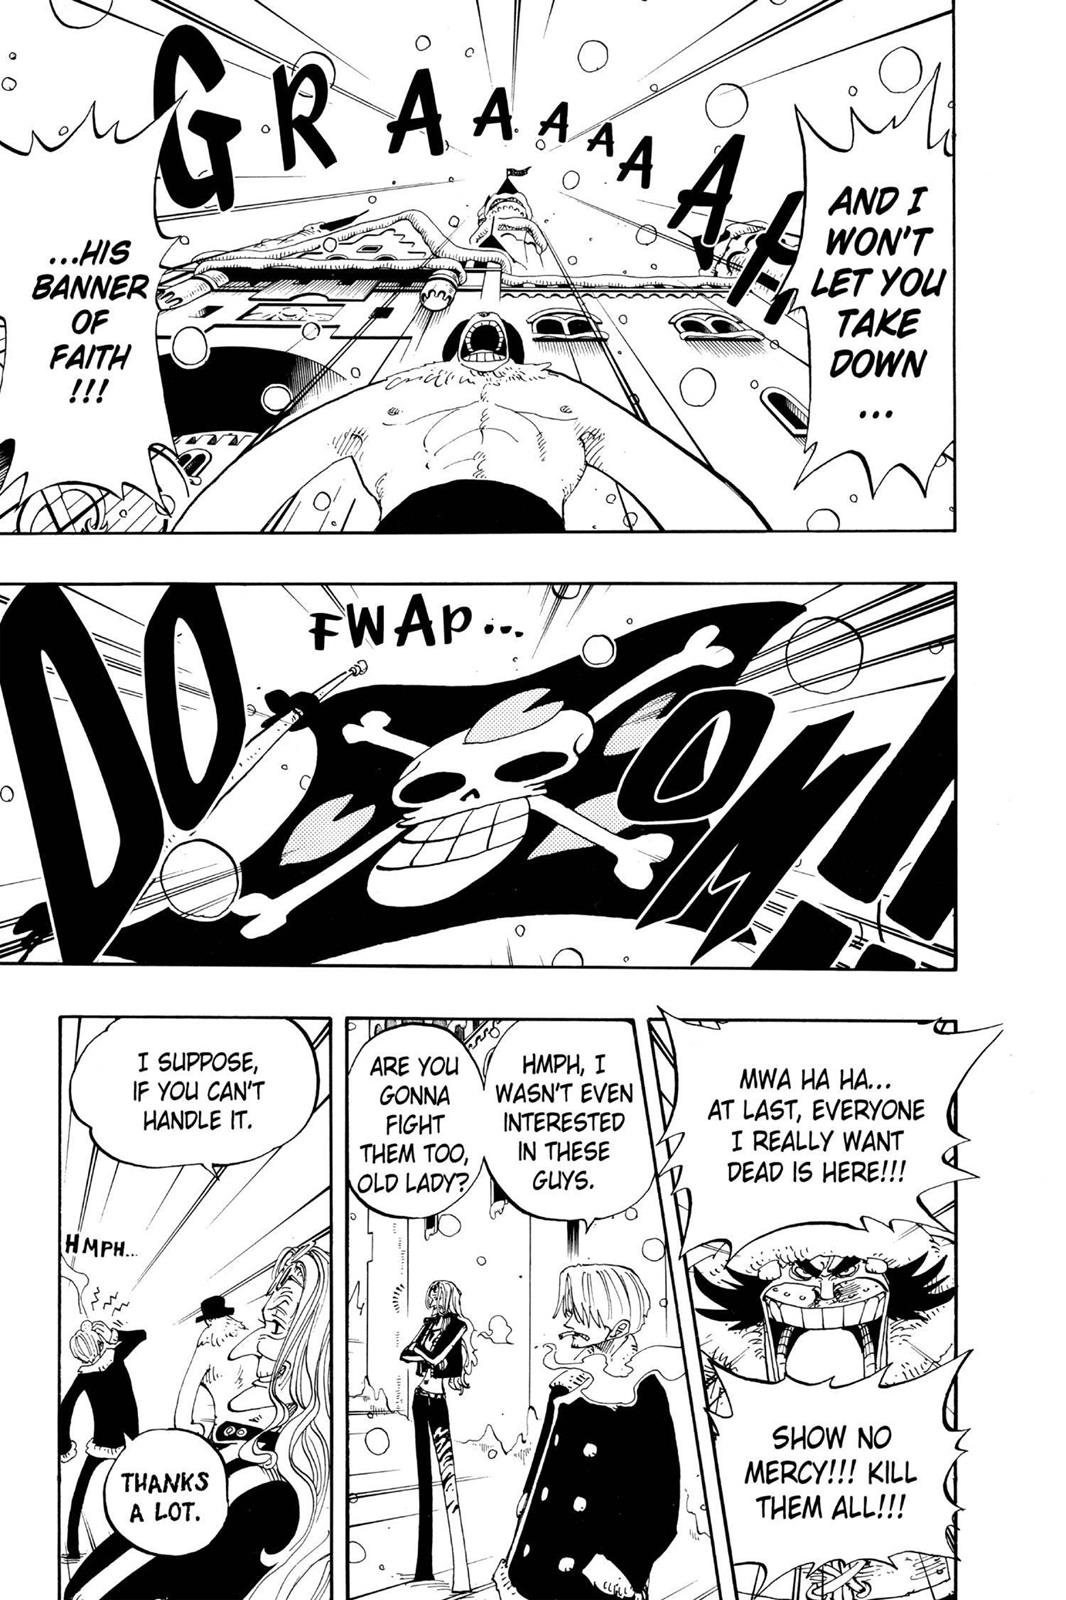 AND I
WON'T
LET YOU
TAKE
DOWN
...
GRAAAAAAH
...HIS
BANNER
OF
FAITH
!!!
FWAP...
DOOOM!!!
MWA HA HA...
AT LAST, EVERYONE
I REALLY WANT
DEAD IS HERE!!!
SHOW NO
MERCY!!! KILL
THEM ALL!!!
HMPH, I
WASN'T EVEN
INTERESTED
IN THESE
GUYS.
ARE YOU
GONNA
FIGHT
THEM TOO,
OLD LADY?
I SUPPOSE,
IF YOU CAN'T
HANDLE IT.
HMPH...
THANKS
A LOT.